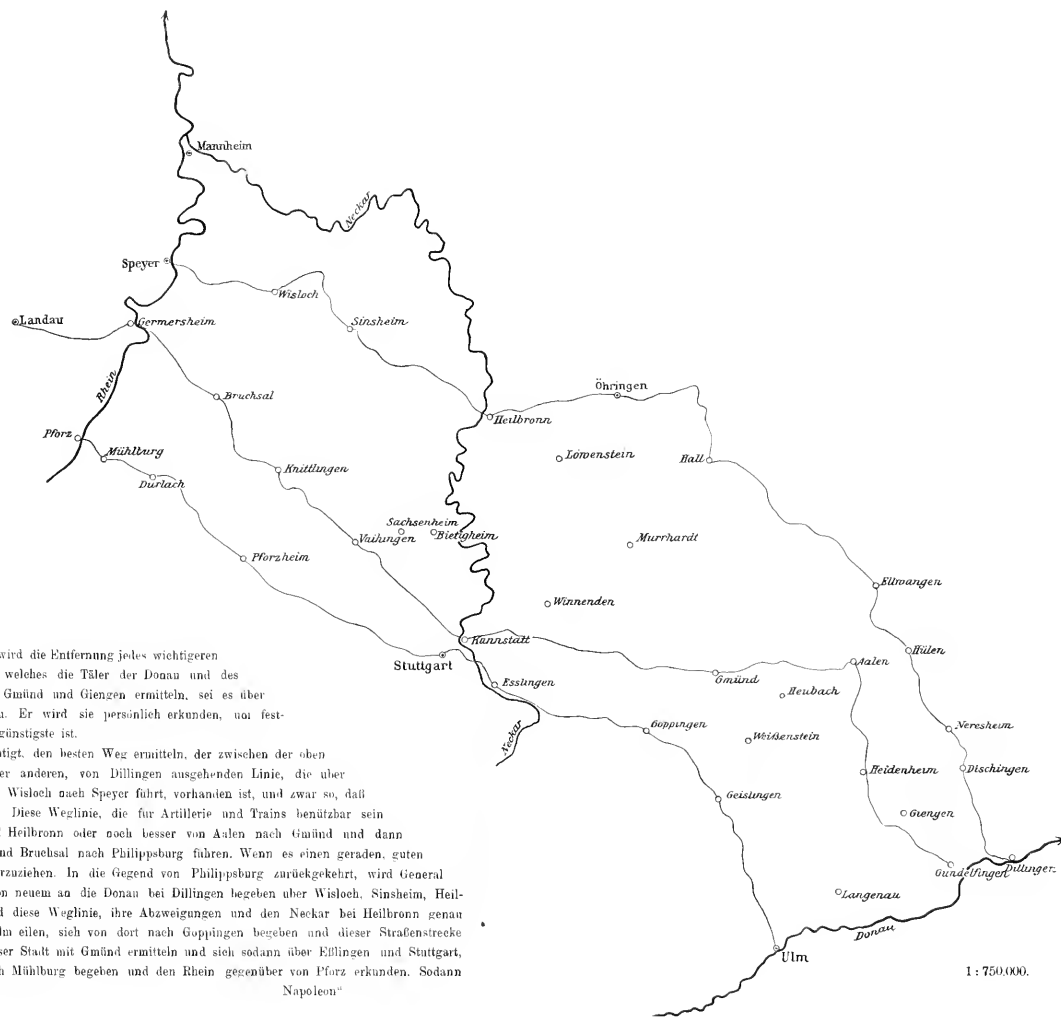 Mannheim
Neckar
Speyer
Wisloch
Landau
Germersheim
Sinsheim
Rhein
Öhringen
Bruchsal
Heilbronn
Pforz
Mühlburg
Löwenstein
Hall
Durlach
Knittlingen
Sachsenheim
Bietigheim
Vaihingen
Murrhardt
Pforzheim
Ellwangen
Winnenden
Kannstatt
Hülen
Stuttgart
Aalen
Gmünd
Esslingen
Heubach
Neckar
Göppingen
Weißenstein
Neresheim
Heidenheim
Dischingen
Geislingen
Giengen
Gundelfingen
Dillingen
Langenau
Donau
Ulm
1 : 750.000.
wird die Entfernung jedes wichtigeren
welches die Täler der Donau und des
Gmünd und Giengen ermitteln, sei es über
Er wird sie persönlich erkunden, um fest-
günstigste ist.
tigt, den besten Weg ermitteln, der zwischen der oben
er anderen, von Dillingen ausgehenden Linie, die über
Wisloch nach Speyer führt, vorhanden ist, und zwar so, daß
Diese Weglinie, die für Artillerie und Trains benützbar sein
Heilbronn oder noch besser von Aalen nach Gmünd und dann
nd Bruchsal nach Philippsburg führen. Wenn es einen geraden, guten
rzuziehen. In die Gegend von Philippsburg zurückgekehrt, wird General
on neuem an die Donau bei Dillingen begeben über Wisloch, Sinsheim, Heil-
d diese Weglinie, ihre Abzweigungen und den Neckar bei Heilbronn genau
lm eilen, sich von dort nach Göppingen begeben und dieser Straßenstrecke
ser Stadt mit Gmünd ermitteln und sich sodann über Eßlingen und Stuttgart,
h Mühlburg begeben und den Rhein gegenüber von Pforz erkunden. Sodann
Napoleon“